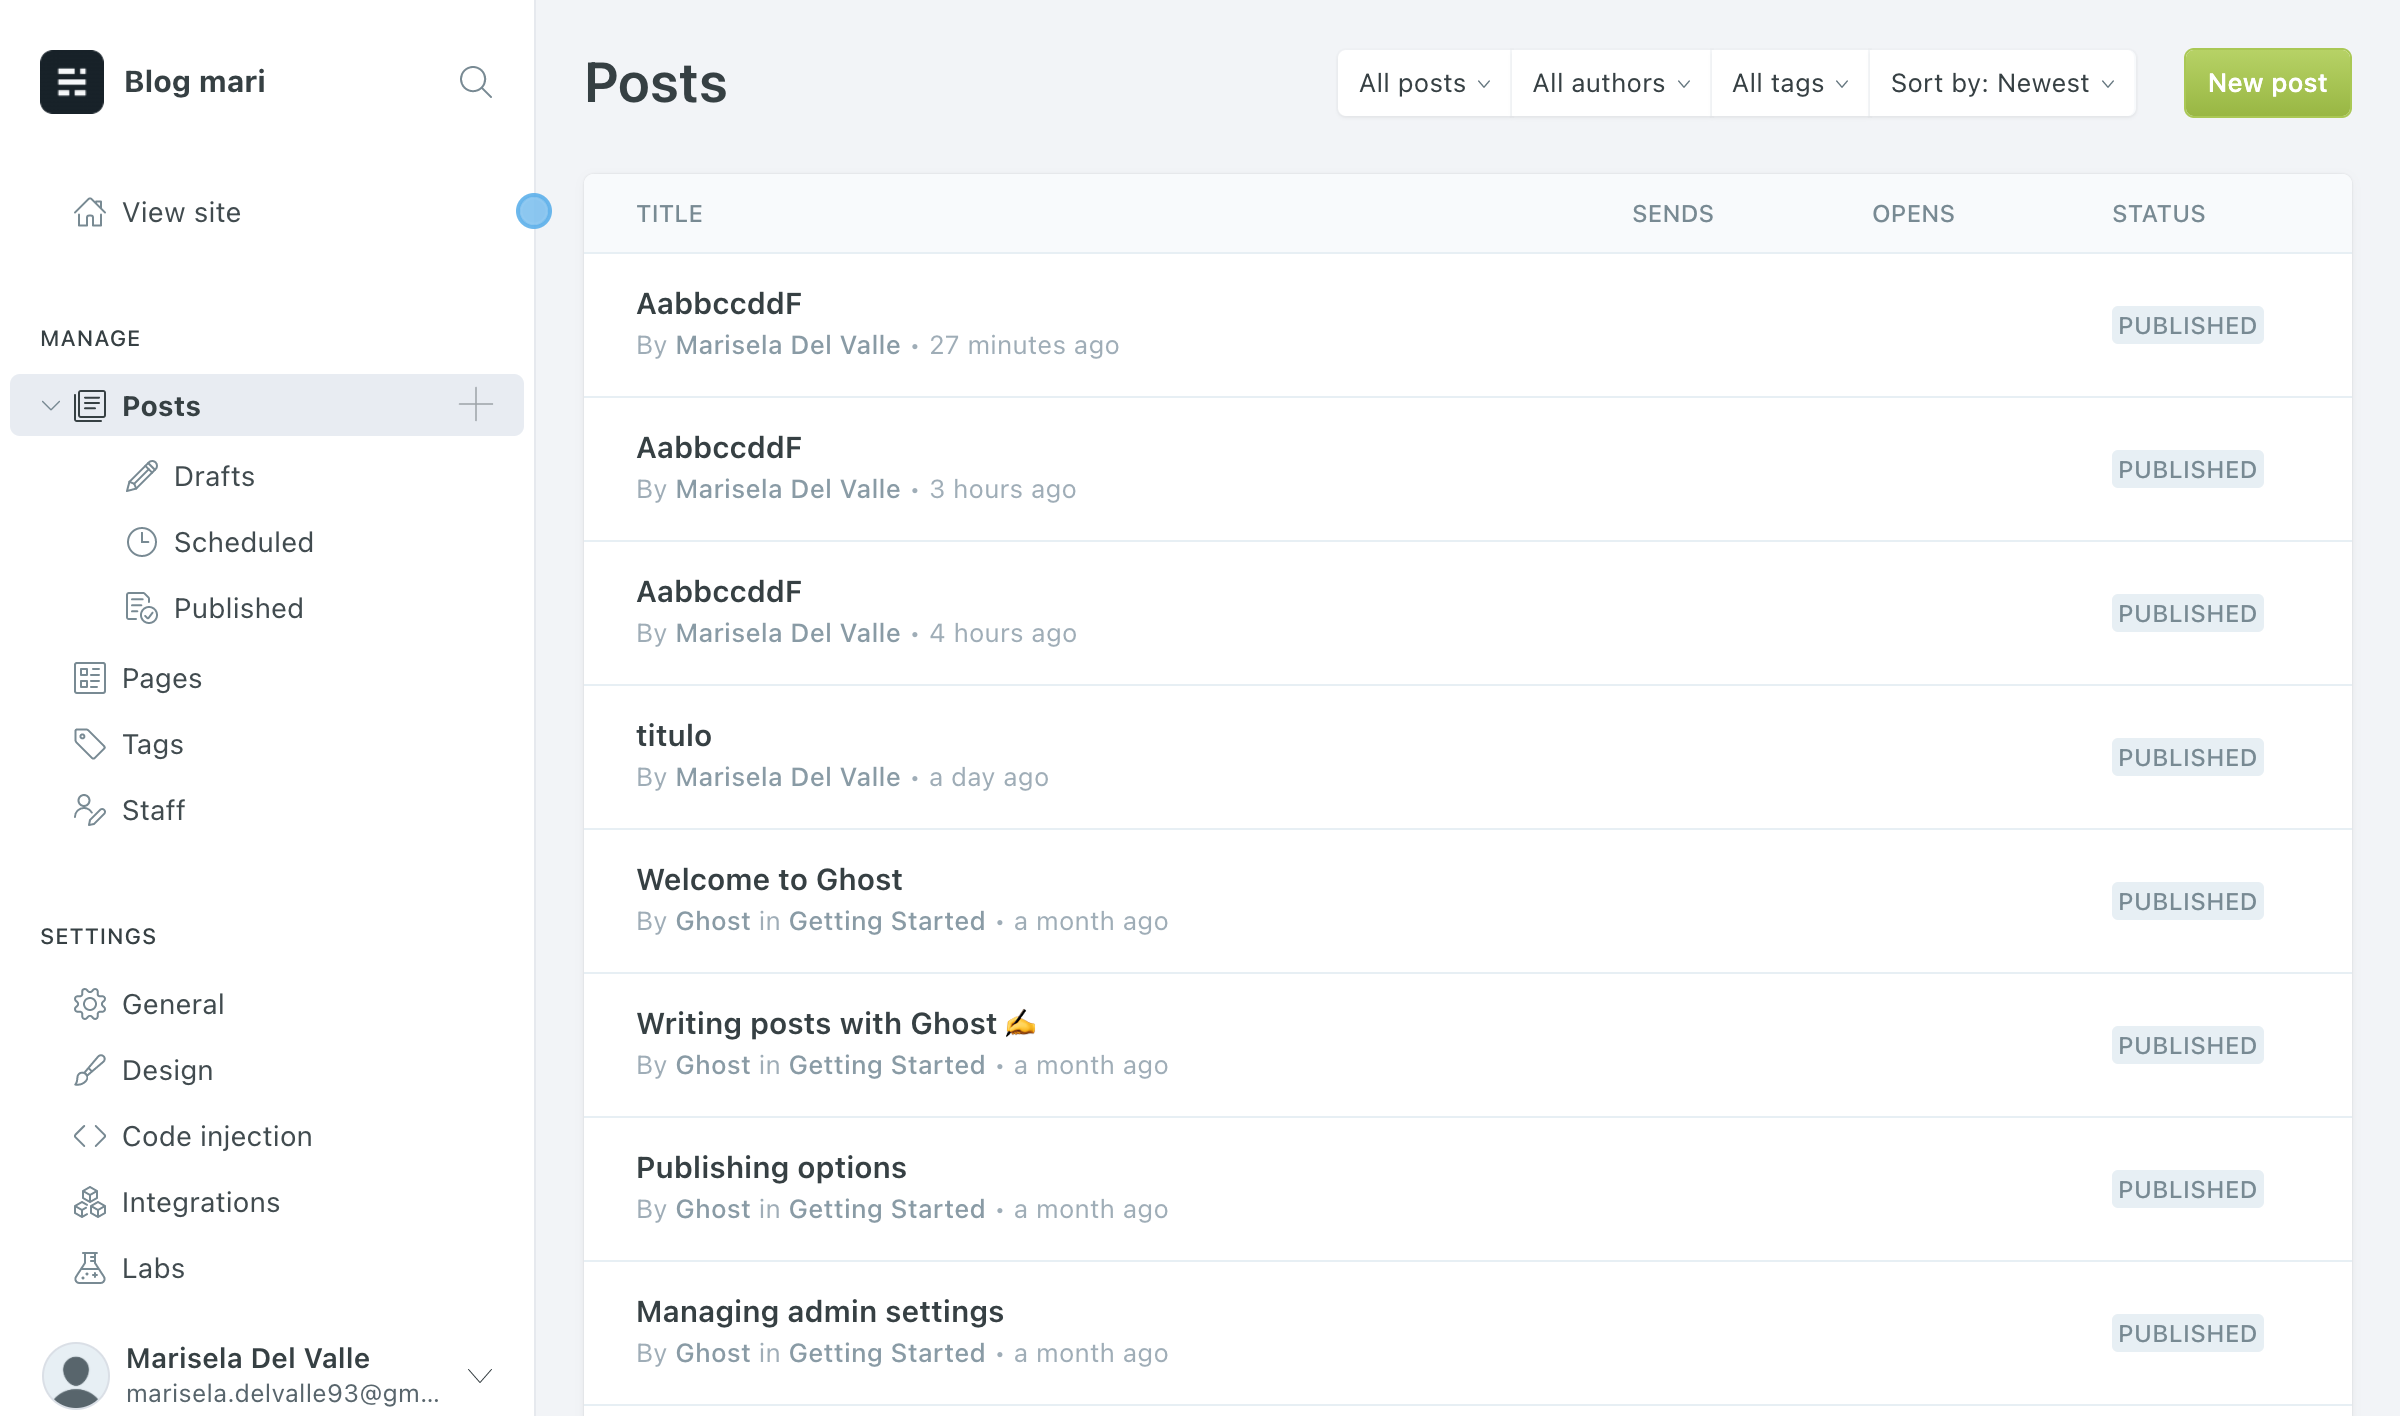 Blog mari
View site
MANAGE
Posts
Drafts
Scheduled
Published
Pages
Tags
Staff
SETTINGS
General
Design
Code injection
Integrations
Labs
Marisela Del Valle
marisela.delvalle93@gm...
Posts
All posts
All authors
All tags
Sort by: Newest
New post
TITLE SENDS OPENS STATUS
AabbccddF
By Marisela Del Valle • 27 minutes ago
PUBLISHED
AabbccddF
By Marisela Del Valle • 3 hours ago
PUBLISHED
AabbccddF
By Marisela Del Valle • 4 hours ago
PUBLISHED
titulo
By Marisela Del Valle • a day ago
PUBLISHED
Welcome to Ghost
By Ghost in Getting Started • a month ago
PUBLISHED
Writing posts with Ghost ✍️
By Ghost in Getting Started • a month ago
PUBLISHED
Publishing options
By Ghost in Getting Started • a month ago
PUBLISHED
Managing admin settings
By Ghost in Getting Started • a month ago
PUBLISHED